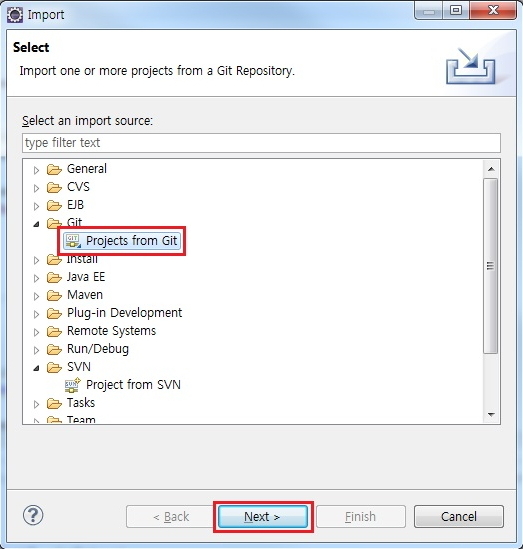 Import
Select
Import one or more projects from a Git Repository.
Select an import source:
type filter text
General
CVS
EJB
Git
GIT Projects from Git
Install
Java EE
Maven
Plug-in Development
Remote Systems
Run/Debug
SVN
SVN Project from SVN
Tasks
Team
? < Back Next > Finish Cancel